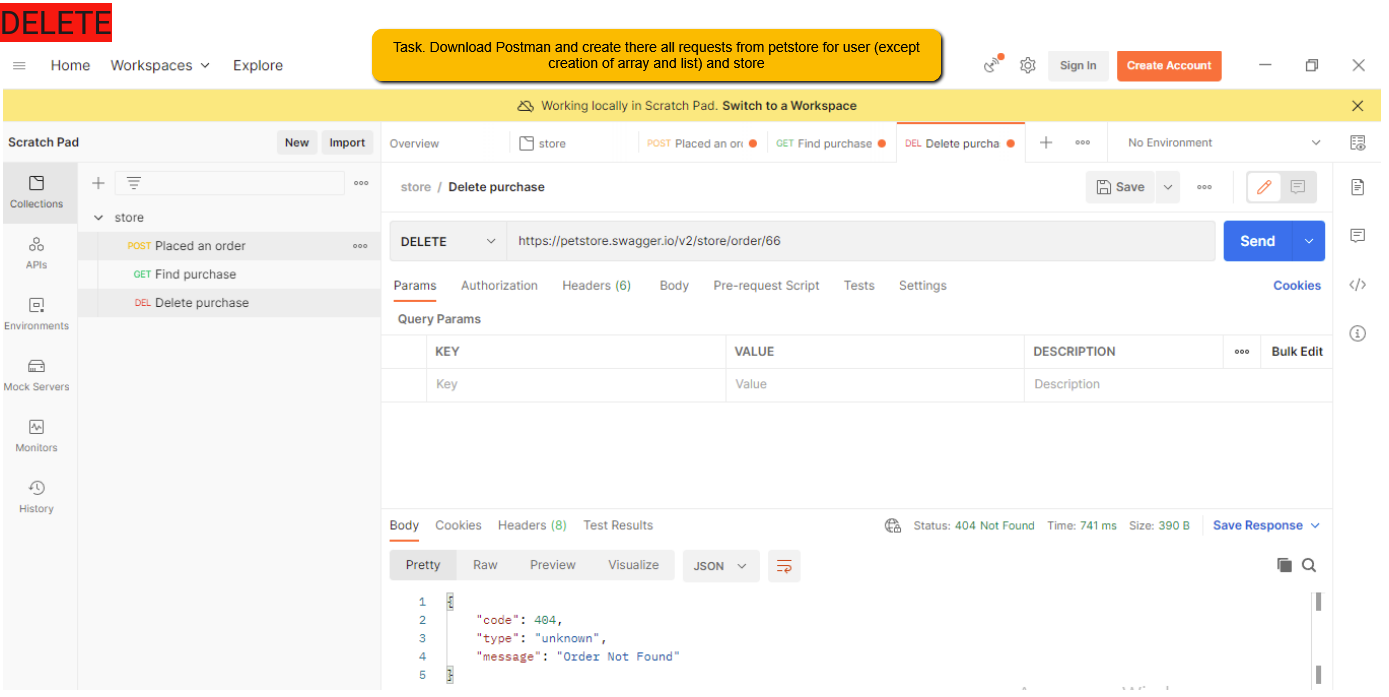 DELETE
Task. Download Postman and create there all requests from petstore for user (except
creation of array and list) and store
Home Workspaces Explore Sign In Create Account
Working locally in Scratch Pad. Switch to a Workspace
Scratch Pad New Import Overview store POST Placed an ord GET Find purchase DEL Delete purcha No Environment
store / Delete purchase Save
Collections
store
POST Placed an order
DELETE https://petstore.swagger.io/v2/store/order/66 Send
APIs
GET Find purchase
Params Authorization Headers (6) Body Pre-request Script Tests Settings Cookies
DEL Delete purchase
Query Params
Environments
KEY VALUE DESCRIPTION Bulk Edit
Key Value Description
Mock Servers
Monitors
History
Body Cookies Headers (8) Test Results Status: 404 Not Found Time: 741 ms Size: 390 B Save Response
Pretty Raw Preview Visualize JSON
1 {
2 "code": 404,
3 "type": "unknown",
4 "message": "Order Not Found"
5 }